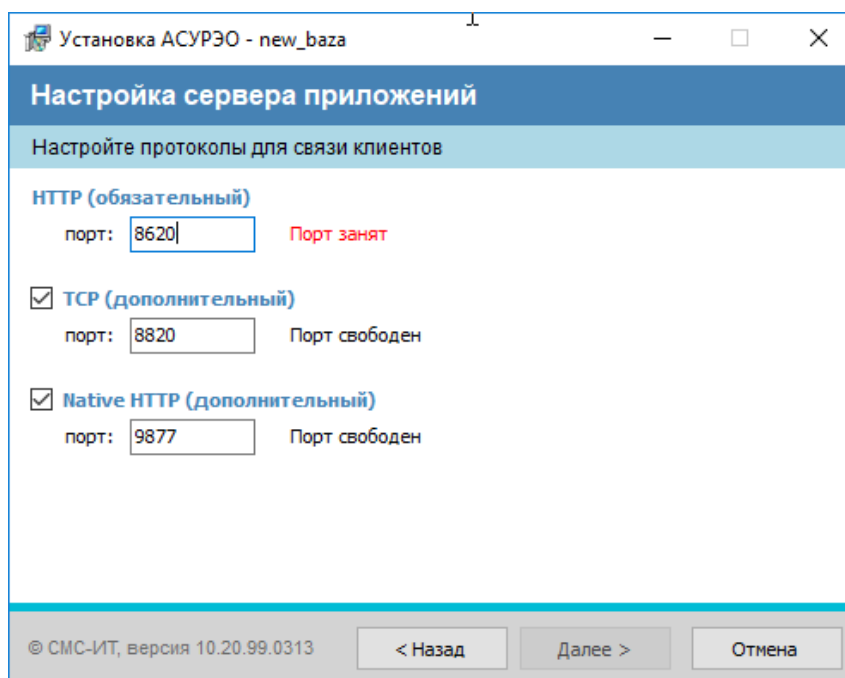 Установка АСУРЭО - new_baza
Настройка сервера приложений
Настройте протоколы для связи клиентов
HTTP (обязательный)
порт: 8620 Порт занят
TCP (дополнительный)
порт: 8820 Порт свободен
Native HTTP (дополнительный)
порт: 9877 Порт свободен
© СМС-ИТ, версия 10.20.99.0313 < Назад Далее > Отмена